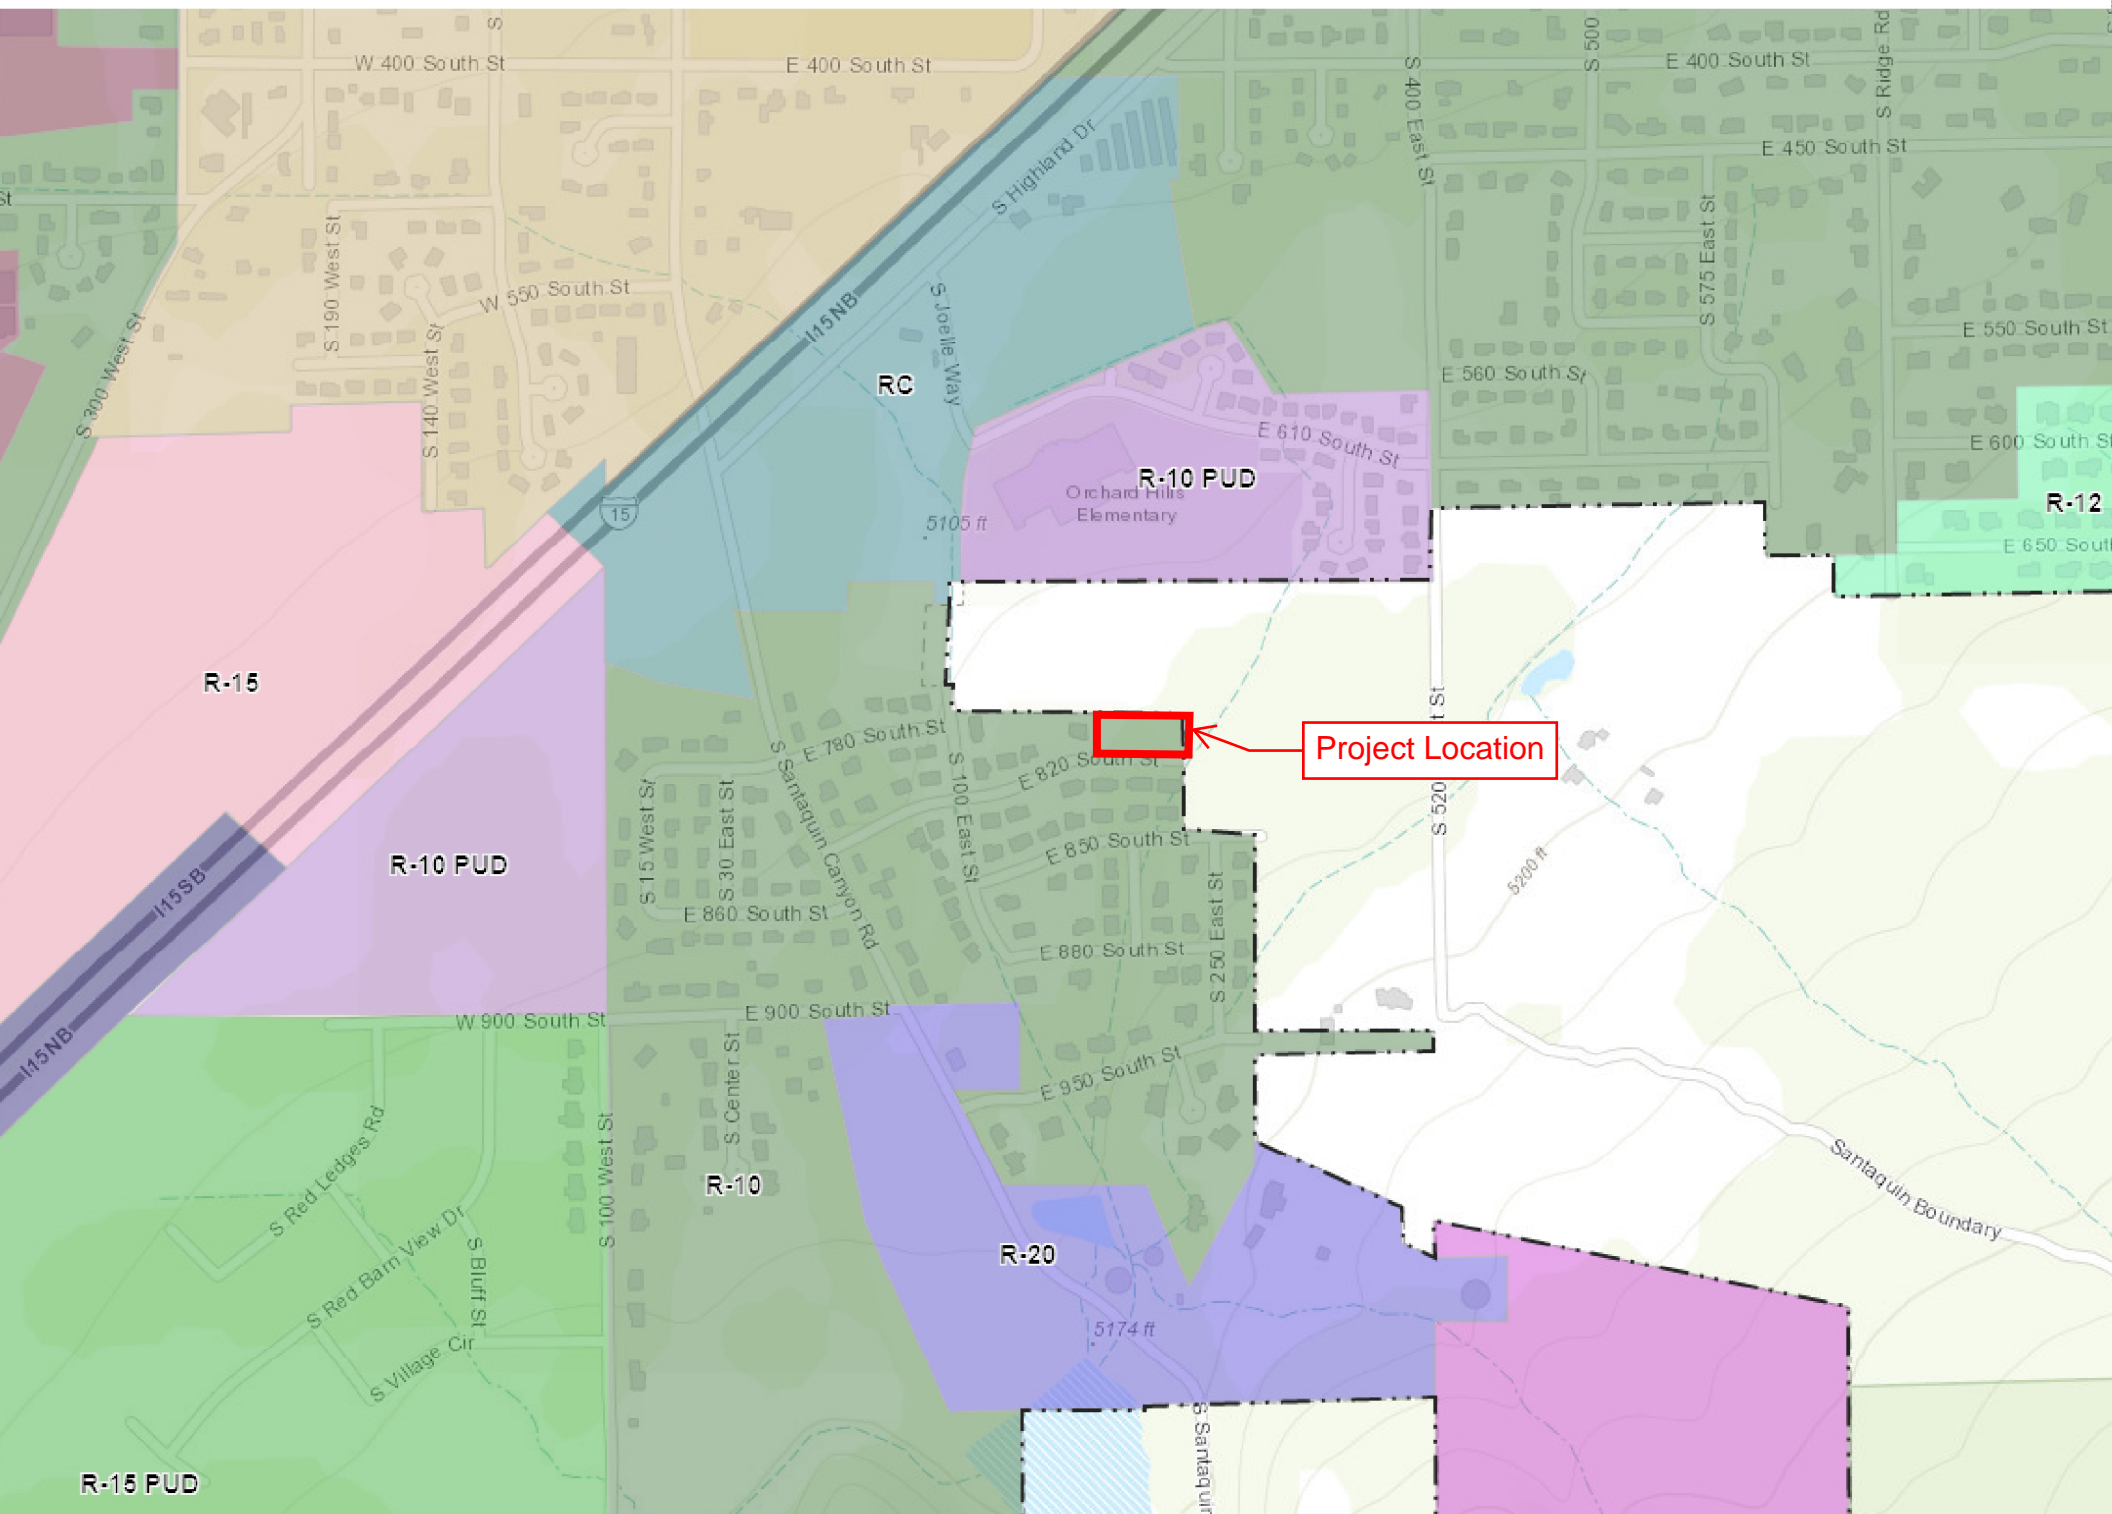 S
W 400 South St
E 400 South St
S 400 East St
S 500
E 400 South St
S Ridge Rd
E 450 South St
S Highland Dr
St
S 190 West St
W 550 South St
S 575 East St
I15NB
S Joelle Way
S 300 West St
S 140 West St
E 550 South St
RC
E 560 South St
E 610 South St
E 600 South St
R-10 PUD
Orchard Hills
Elementary
R-12
15
5105 ft
E 650 South
R-15
S 520
t St
E 780 South St
Project Location
E 820 South St
S Santaquin Canyon Rd
S 100 East St
S 15 West St
S 30 East St
E 850 South St
R-10 PUD
5200 ft
I15SB
E 860 South St
S 250 East St
E 880 South St
W 900 South St
E 900 South St
I15NB
E 950 South St
S Center St
S Red Ledges Rd
S 100 West St
R-10
Santaquin Boundary
S Red Barn View Dr
S Bluff St
R-20
5174 ft
S Village Cir
S Santaquin
R-15 PUD